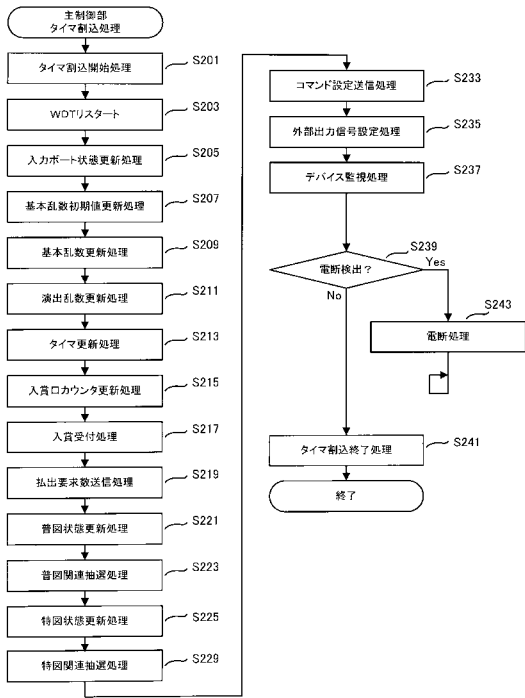 主制御部
タイマ割込処理
タイマ割込開始処理
S201
WDTリスタート
S203
入力ポート状態更新処理
S205
基本乱数初期値更新処理
S207
基本乱数更新処理
S209
演出乱数更新処理
S211
タイマ更新処理
S213
入賞口カウンタ更新処理
S215
入賞受付処理
S217
払出要求数送信処理
S219
普図状態更新処理
S221
普図関連抽選処理
S223
特図状態更新処理
S225
特図関連抽選処理
S229
コマンド設定送信処理
S233
外部出力信号設定処理
S235
デバイス監視処理
S237
電断検出？
S239
Yes
No
電断処理
S243
タイマ割込終了処理
S241
終了